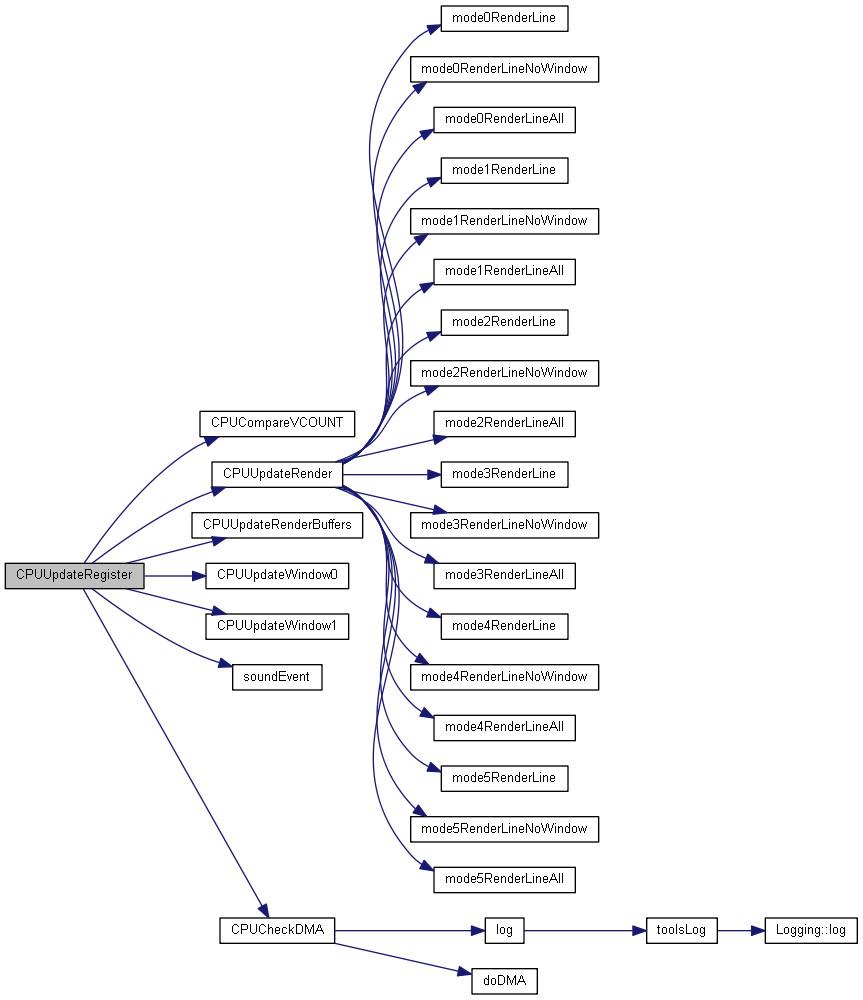 mode0RenderLine
mode0RenderLineNoWindow
mode0RenderLineAll
mode1RenderLine
mode1RenderLineNoWindow
mode1RenderLineAll
mode2RenderLine
mode2RenderLineNoWindow
CPUCompareVCOUNT
mode2RenderLineAll
CPUUpdateRender
mode3RenderLine
CPUUpdateRenderBuffers
mode3RenderLineNoWindow
CPUUpdateRegister
CPUUpdateWindow0
mode3RenderLineAll
CPUUpdateWindow1
mode4RenderLine
soundEvent
mode4RenderLineNoWindow
mode4RenderLineAll
mode5RenderLine
mode5RenderLineNoWindow
mode5RenderLineAll
CPUCheckDMA
log
toolsLog
Logging::log
doDMA